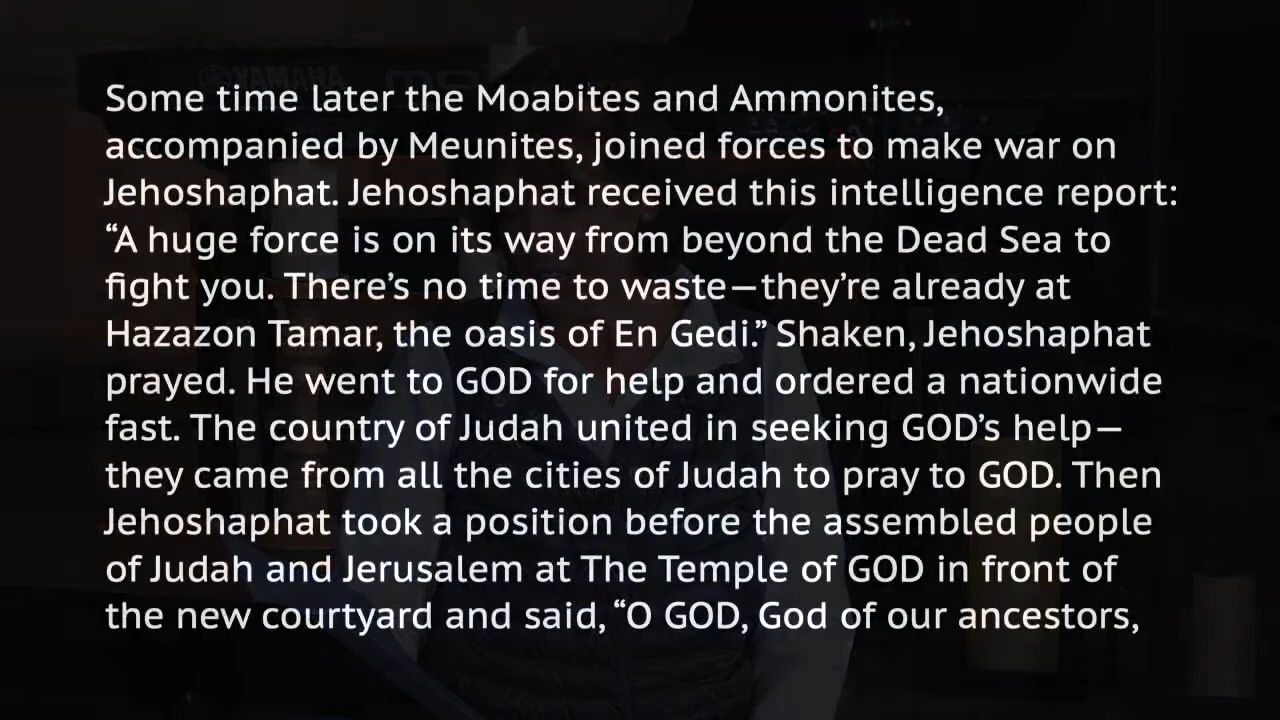 YAMAHA
Some time later the Moabites and Ammonites,
accompanied by Meunites, joined forces to make war on
Jehoshaphat. Jehoshaphat received this intelligence report:
“A huge force is on its way from beyond the Dead Sea to
fight you. There’s no time to waste—they’re already at
Hazazon Tamar, the oasis of En Gedi.” Shaken, Jehoshaphat
prayed. He went to GOD for help and ordered a nationwide
fast. The country of Judah united in seeking GOD’s help—
they came from all the cities of Judah to pray to GOD. Then
Jehoshaphat took a position before the assembled people
of Judah and Jerusalem at The Temple of GOD in front of
the new courtyard and said, “O GOD, God of our ancestors,